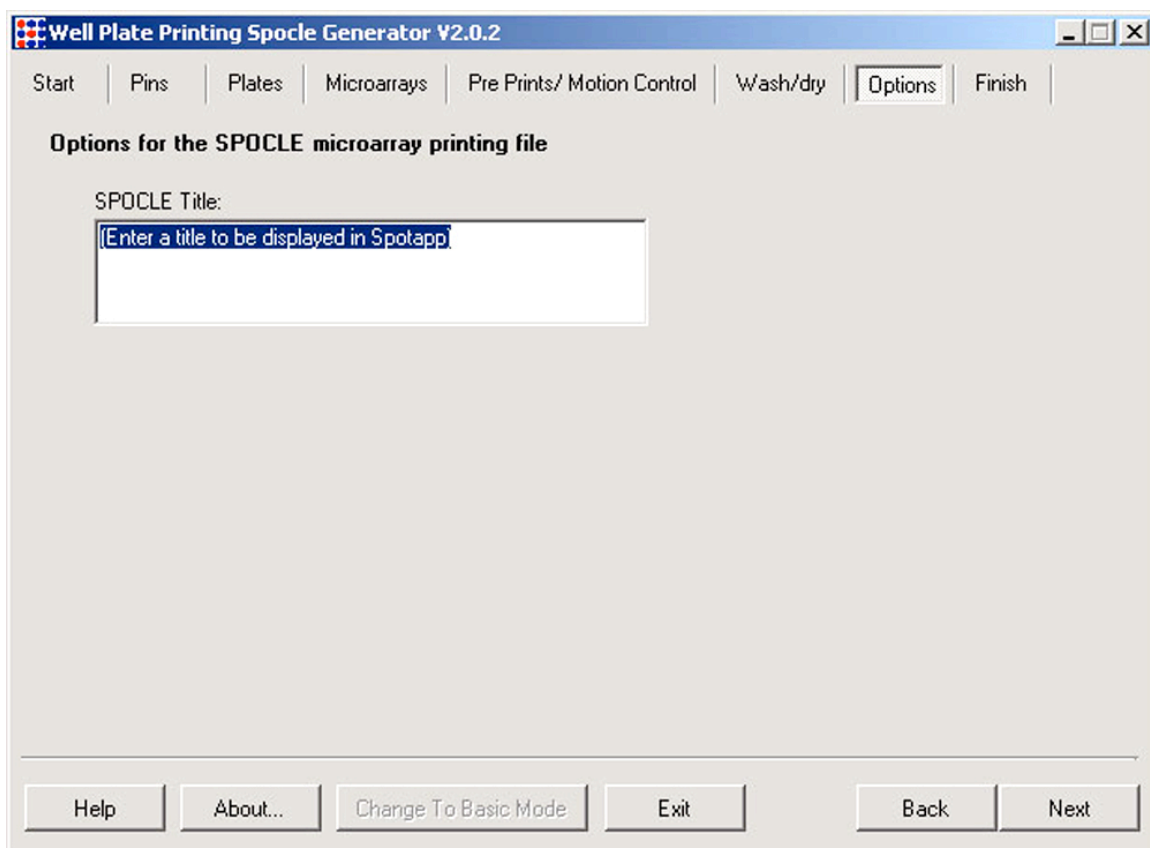 Well Plate Printing Spocle Generator V2.0.2
Start Pins Plates Microarrays Pre Prints/ Motion Control Wash/dry Options Finish
Options for the SPOCLE microarray printing file
SPOCLE Title:
(Enter a title to be displayed in Spotapp)
Help About... Change To Basic Mode Exit Back Next